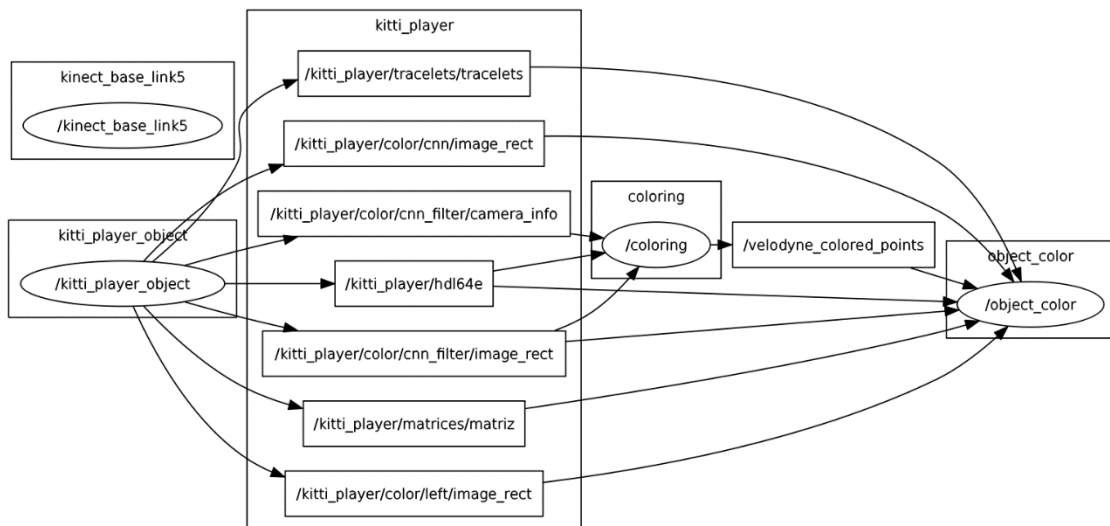 kitti_player
/kitti_player/tracelets/tracelets
kinect_base_link5
/kinect_base_link5
/kitti_player/color/cnn/image_rect
/kitti_player/color/cnn_filter/camera_info
coloring
/coloring
/velodyne_colored_points
kitti_player_object
/kitti_player_object
/kitti_player/hdl64e
object_color
/object_color
/kitti_player/color/cnn_filter/image_rect
/kitti_player/matrices/matriz
/kitti_player/color/left/image_rect